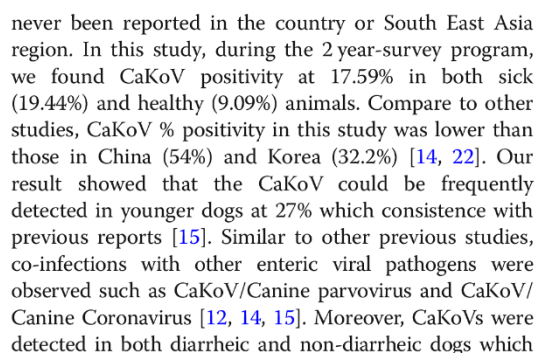 never been reported in the country or South East Asia
region. In this study, during the 2 year-survey program,
we found CaKoV positivity at 17.59% in both sick
(19.44%) and healthy (9.09%) animals. Compare to other
studies, CaKoV % positivity in this study was lower than
those in China (54%) and Korea (32.2%) [14, 22]. Our
result showed that the CaKoV could be frequently
detected in younger dogs at 27% which consistence with
previous reports [15]. Similar to other previous studies,
co-infections with other enteric viral pathogens were
observed such as CaKoV/Canine parvovirus and CaKoV/
Canine Coronavirus [12, 14, 15]. Moreover, CaKoVs were
detected in both diarrheic and non-diarrheic dogs which